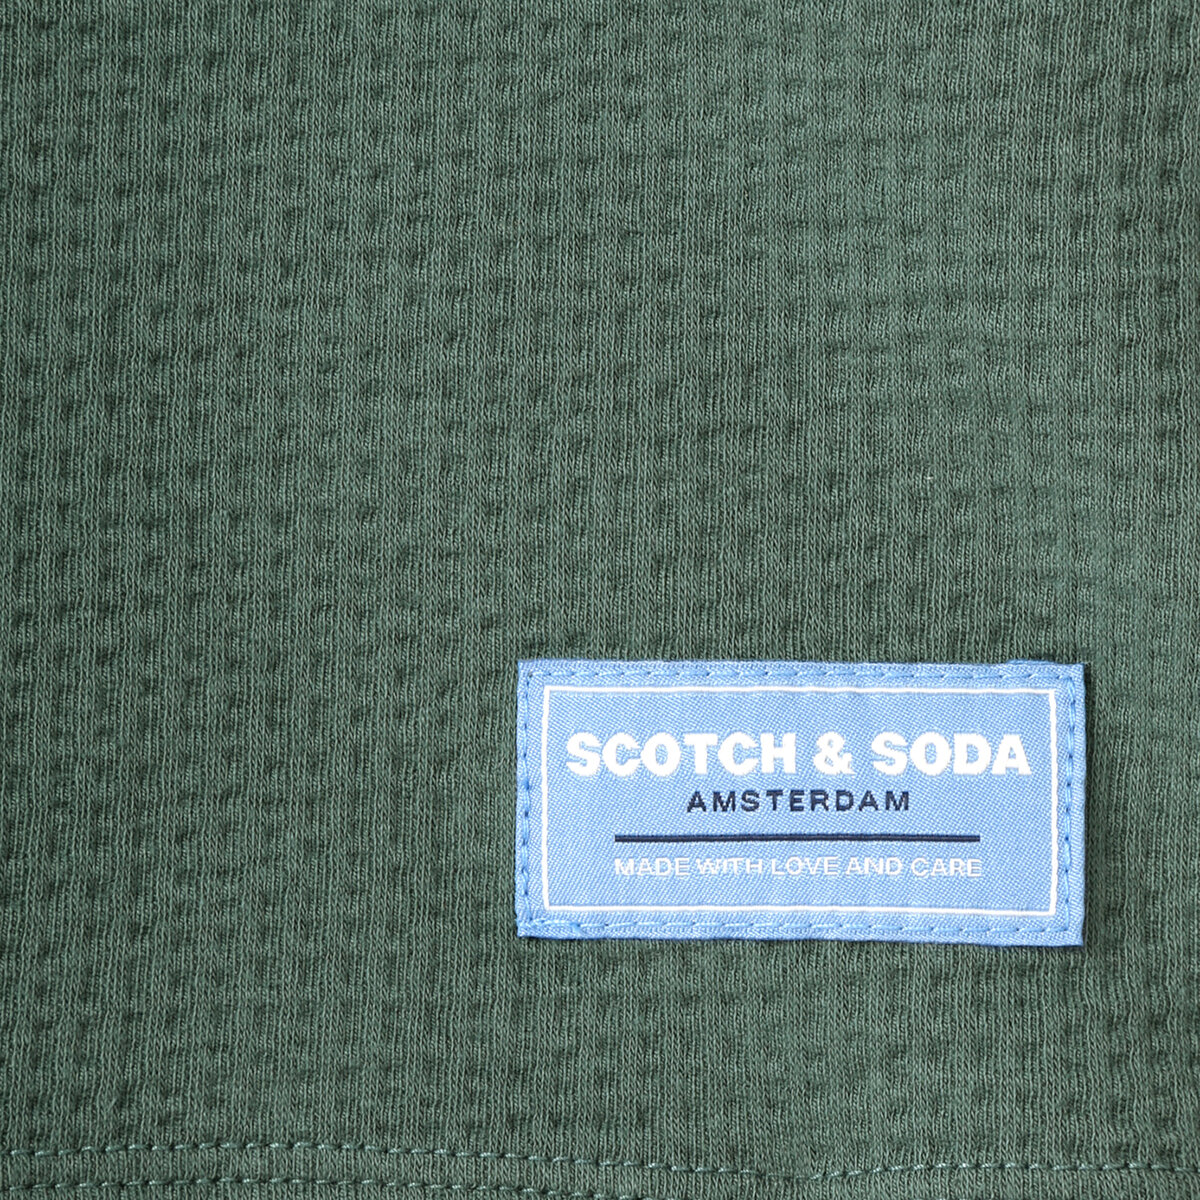 SCOTCH & SODA
AMSTERDAM
MADE WITH LOVE AND CARE